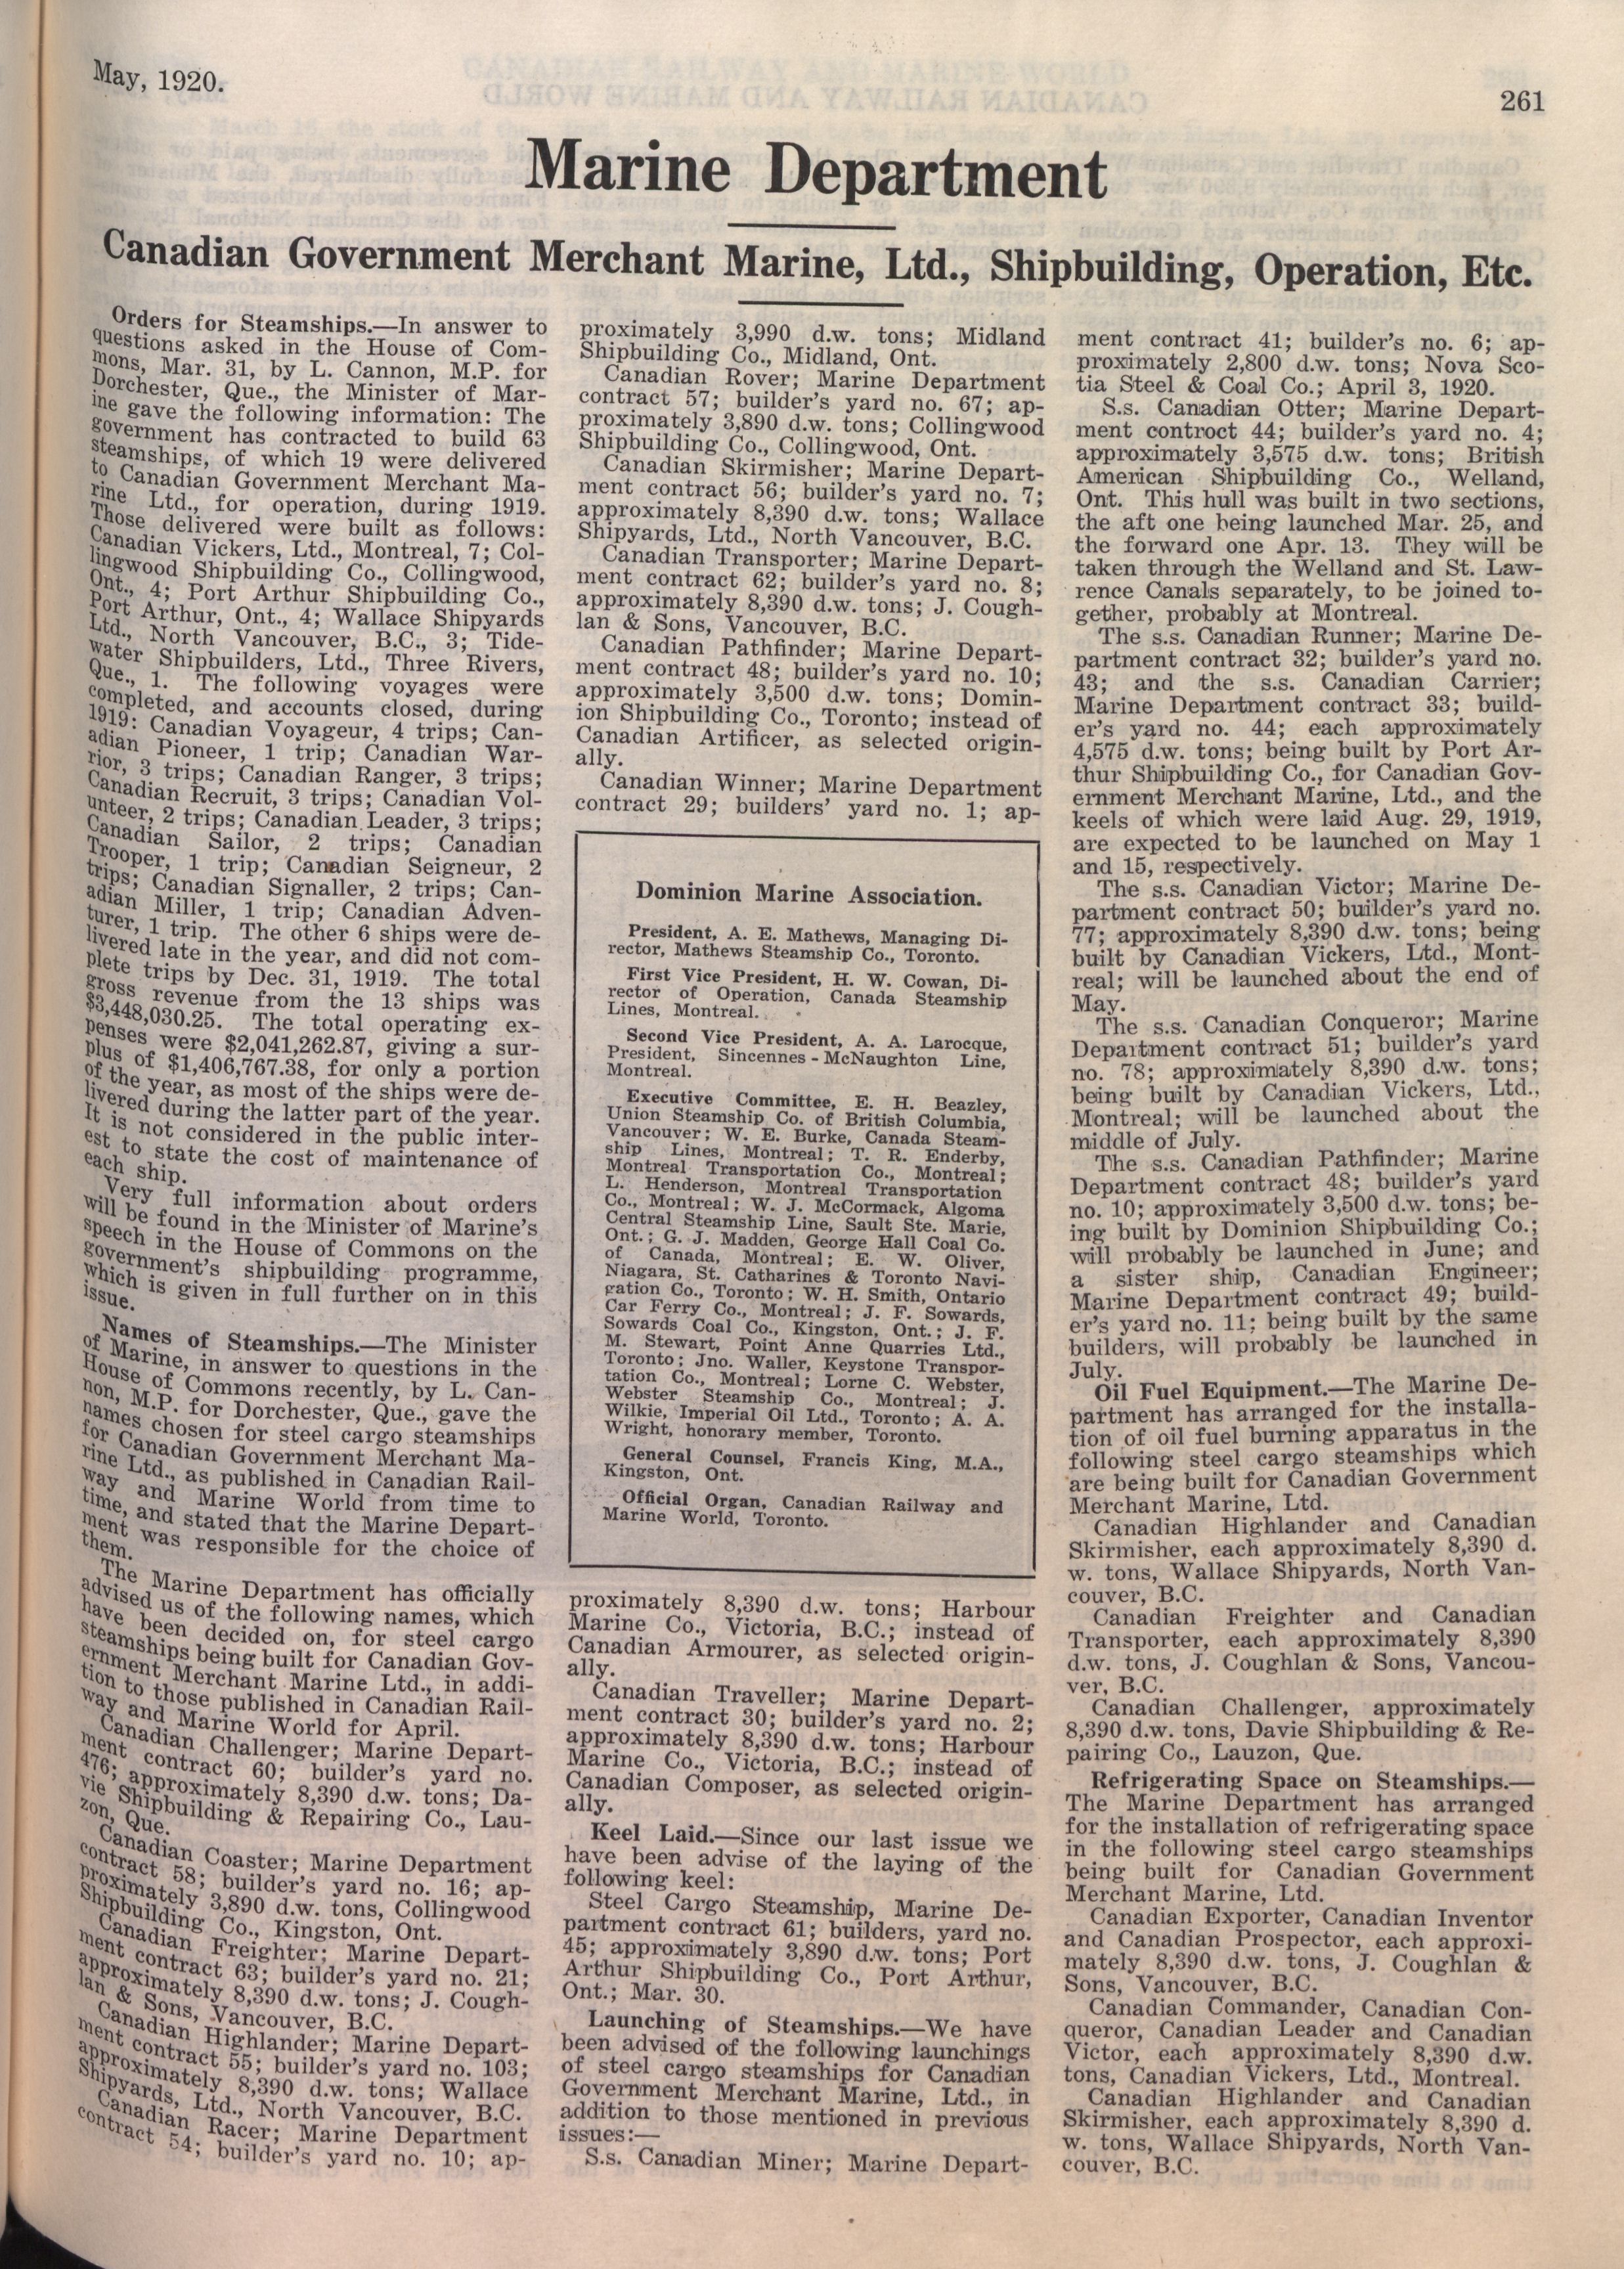 May, 1920.
261
Marine Department
Canadian Government Merchant Marine, Ltd., Shipbuilding, Operation, Etc.
Orders for Steamships.—In answer to
questions asked in the House of Com-
mons, Mar. 31, by L. Cannon, M.P. for
Dorchester, Que., the Minister of Mar-
ine gave the following information: The
government has contracted to build 63
steamships, of which 19 were delivered
to Canadian Government Merchant Ma-
rine Ltd., for operation, during 1919.
Those delivered were built as follows:
Canadian Vickers, Ltd., Montreal, 7; Col-
lingwood Shipbuilding Co., Collingwood,
Ont., 4; Port Arthur Shipbuilding Co.,
Port Arthur, Ont., 4; Wallace Shipyards
Ltd., North Vancouver, B.C., 3; Tide-
water Shipbuilders, Ltd., Three Rivers,
Que., 1. The following voyages were
completed, and accounts closed, during
1919: Canadian Voyageur, 4 trips; Can-
adian Pioneer, 1 trip; Canadian War-
rior, 3 trips; Canadian Ranger, 3 trips;
Canadian Recruit, 3 trips; Canadian Vol-
unteer, 2 trips; Canadian Leader, 3 trips;
Canadian Sailor, 2 trips; Canadian
Trooper, 1 trip; Canadian Seigneur, 2
trips; Canadian Signaller, 2 trips; Can-
adian Miller, 1 trip; Canadian Adven-
turer, 1 trip. The other 6 ships were de-
livered late in the year, and did not com-
plete trips by Dec. 31, 1919. The total
gross revenue from the 13 ships was
$3,448,030.25. The total operating ex-
penses were $2,041,262.87, giving a sur-
plus of $1,406,767.38, for only a portion
of the year, as most of the ships were de-
livered during the latter part of the year.
It is not considered in the public inter-
est to state the cost of maintenance of
each ship.
Very full information about orders
will be found in the Minister of Marine's
speech in the House of Commons on the
government's shipbuilding programme,
which is given in full further on in this
issue.
Names of Steamships.—The Minister
of Marine, in answer to questions in the
House of Commons recently, by L. Can-
non, M.P. for Dorchester, Que., gave the
names chosen for steel cargo steamships
for Canadian Government Merchant Ma-
rine Ltd., as published in Canadian Rail-
way and Marine World from time to
time, and stated that the Marine Depart-
ment was responsible for the choice of
them.
The Marine Department has officially
advised us of the following names, which
have been decided on, for steel cargo
steamships being built for Canadian Gov-
ernment Merchant Marine Ltd., in addi-
tion to those published in Canadian Rail-
way and Marine World for April.
Canadian Challenger; Marine Depart-
ment contract 60; builder's yard no.
476; approximately 8,390 d.w. tons; Da-
vie Shipbuilding & Repairing Co., Lau-
zon, Que.
Canadian Coaster; Marine Department
contract 58; builder's yard no. 16; ap-
proximately 3,890 d.w. tons, Collingwood
Shipbuilding Co., Kingston, Ont.
Canadian Freighter; Marine Depart-
ment contract 63; builder's yard no. 21;
approximately 8,390 d.w. tons; J. Cough-
lan & Sons, Vancouver, B.C.
Canadian Highlander; Marine Depart-
ment contract 55; builder's yard no. 103;
approximately 8,390 d.w. tons; Wallace
Shipyards, Ltd., North Vancouver, B.C.
Canadian Racer; Marine Department
contract 54; builder's yard no. 10; ap-
proximately 3,990 d.w. tons; Midland
Shipbuilding Co., Midland, Ont.
Canadian Rover; Marine Department
contract 57; builder's yard no. 67; ap-
proximately 3,890 d.w. tons; Collingwood
Shipbuilding Co., Collingwood, Ont.
Canadian Skirmisher; Marine Depart-
ment contract 56; builder's yard no. 7;
approximately 8,390 d.w. tons; Wallace
Shipyards, Ltd., North Vancouver, B.C.
Canadian Transporter; Marine Depart-
ment contract 62; builder's yard no. 8;
approximately 8,390 d.w. tons; J. Cough-
lan & Sons, Vancouver, B.C.
Canadian Pathfinder; Marine Depart-
ment contract 48; builder's yard no. 10;
approximately 3,500 d.w. tons; Domin-
ion Shipbuilding Co., Toronto; instead of
Canadian Artificer, as selected origin-
ally.
Canadian Winner; Marine Department
contract 29; builders' yard no. 1; ap-
Dominion Marine Association.
President, A. E. Mathews, Managing Di-
rector, Mathews Steamship Co., Toronto.
First Vice President, H. W. Cowan, Di-
rector of Operation, Canada Steamship
Lines, Montreal.
Second Vice President, A. A. Larocque,
President, Sincennes - McNaughton Line,
Montreal.
Executive Committee, E. H. Beazley,
Union Steamship Co. of British Columbia,
Vancouver; W. E. Burke, Canada Steam-
ship Lines, Montreal; T. R. Enderby,
Montreal Transportation Co., Montreal;
L. Henderson, Montreal Transportation
Co., Montreal; W. J. McCormack, Algoma
Central Steamship Line, Sault Ste. Marie,
Ont.; G. J. Madden, George Hall Coal Co.
of Canada, Montreal; E. W. Oliver,
Niagara, St. Catharines & Toronto Navi-
gation Co., Toronto; W. H. Smith, Ontario
Car Ferry Co., Montreal; J. F. Sowards,
Sowards Coal Co., Kingston, Ont.; J. F.
M. Stewart, Point Anne Quarries Ltd.,
Toronto; Jno. Waller, Keystone Transpor-
tation Co., Montreal; Lorne C. Webster,
Webster Steamship Co., Montreal; J.
Wilkie, Imperial Oil Ltd., Toronto; A. A.
Wright, honorary member, Toronto.
General Counsel, Francis King, M.A.,
Kingston, Ont.
Official Organ, Canadian Railway and
Marine World, Toronto.
proximately 8,390 d.w. tons; Harbour
Marine Co., Victoria, B.C.; instead of
Canadian Armourer, as selected origin-
ally.
Canadian Traveller; Marine Depart-
ment contract 30; builder's yard no. 2;
approximately 8,390 d.w. tons; Harbour
Marine Co., Victoria, B.C.; instead of
Canadian Composer, as selected origin-
ally.
Keel Laid.—Since our last issue we
have been advise of the laying of the
following keel:
Steel Cargo Steamship, Marine De-
partment contract 61; builders, yard no.
45; approximately 3,890 d.w. tons; Port
Arthur Shipbuilding Co., Port Arthur,
Ont.; Mar. 30.
Launching of Steamships.—We have
been advised of the following launchings
of steel cargo steamships for Canadian
Government Merchant Marine, Ltd., in
addition to those mentioned in previous
issues:—
S.s. Canadian Miner; Marine Depart-
ment contract 41; builder's no. 6; ap-
proximately 2,800 d.w. tons; Nova Sco-
tia Steel & Coal Co.; April 3, 1920.
S.s. Canadian Otter; Marine Depart-
ment controct 44; builder's yard no. 4;
approximately 3,575 d.w. tons; British
American Shipbuilding Co., Welland,
Ont. This hull was built in two sections,
the aft one being launched Mar. 25, and
the forward one Apr. 13. They will be
taken through the Welland and St. Law-
rence Canals separately, to be joined to-
gether, probably at Montreal.
The s.s. Canadian Runner; Marine De-
partment contract 32; builder's yard no.
43; and the s.s. Canadian Carrier;
Marine Department contract 33; build-
er's yard no. 44; each approximately
4,575 d.w. tons; being built by Port Ar-
thur Shipbuilding Co., for Canadian Gov-
ernment Merchant Marine, Ltd., and the
keels of which were laid Aug. 29, 1919,
are expected to be launched on May 1
and 15, respectively.
The s.s. Canadian Victor; Marine De-
partment contract 50; builder's yard no.
77; approximately 8,390 d.w. tons; being
built by Canadian Vickers, Ltd., Mont-
real; will be launched about the end of
May.
The s.s. Canadian Conqueror; Marine
Department contract 51; builder's yard
no. 78; approximately 8,390 d.w. tons;
being built by Canadian Vickers, Ltd.,
Montreal; will be launched about the
middle of July.
The s.s. Canadian Pathfinder; Marine
Department contract 48; builder's yard
no. 10; approximately 3,500 d.w. tons; be-
ing built by Dominion Shipbuilding Co.;
will probably be launched in June; and
a sister ship, Canadian Engineer;
Marine Department contract 49; build-
er's yard no. 11; being built by the same
builders, will probably be launched in
July.
Oil Fuel Equipment.—The Marine De-
partment has arranged for the installa-
tion of oil fuel burning apparatus in the
following steel cargo steamships which
are being built for Canadian Government
Merchant Marine, Ltd.
Canadian Highlander and Canadian
Skirmisher, each approximately 8,390 d.
w. tons, Wallace Shipyards, North Van-
couver, B.C.
Canadian Freighter and Canadian
Transporter, each approximately 8,390
d.w. tons, J. Coughlan & Sons, Vancou-
ver, B.C.
Canadian Challenger, approximately
8,390 d.w. tons, Davie Shipbuilding & Re-
pairing Co., Lauzon, Que.
Refrigerating Space on Steamships.—
The Marine Department has arranged
for the installation of refrigerating space
in the following steel cargo steamships
being built for Canadian Government
Merchant Marine, Ltd.
Canadian Exporter, Canadian Inventor
and Canadian Prospector, each approxi-
mately 8,390 d.w. tons, J. Coughlan &
Sons, Vancouver, B.C.
Canadian Commander, Canadian Con-
queror, Canadian Leader and Canadian
Victor, each approximately 8,390 d.w.
tons, Canadian Vickers, Ltd., Montreal.
Canadian Highlander and Canadian
Skirmisher, each approximately 8,390 d.
w. tons, Wallace Shipyards, North Van-
couver, B.C.